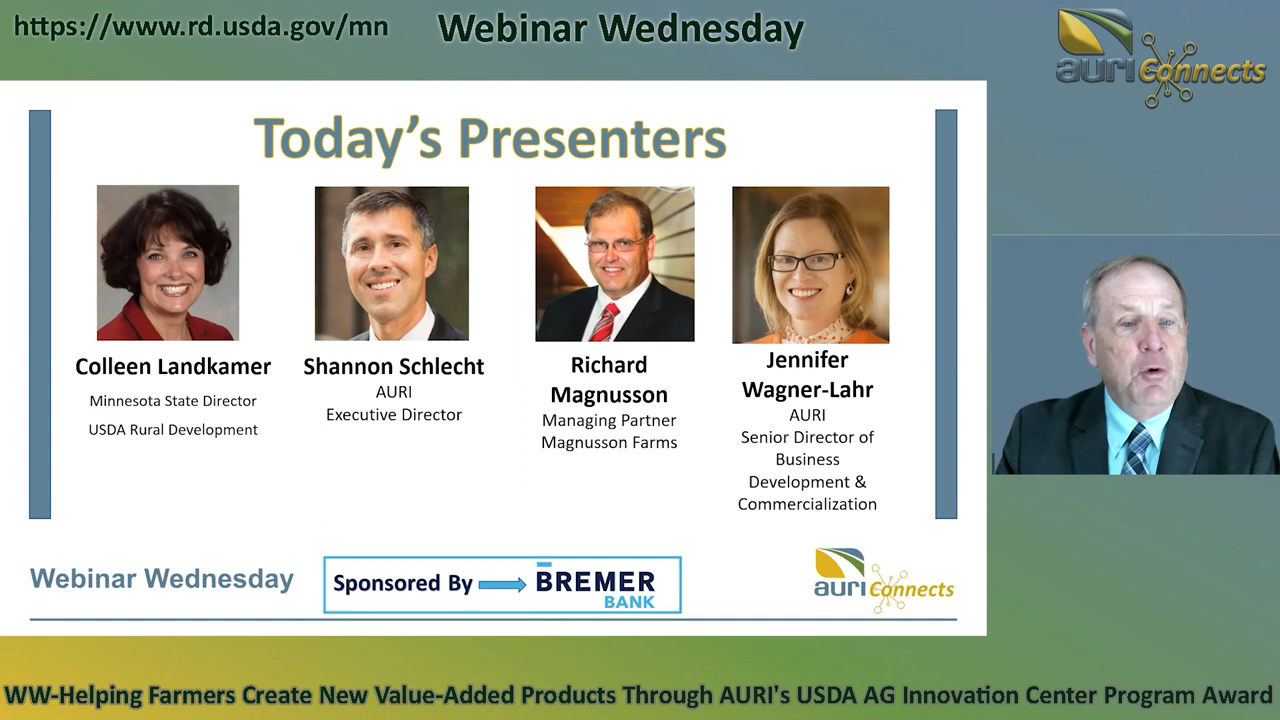 https://www.rd.usda.gov/mn
Webinar Wednesday
auri Connects
Today's Presenters
Colleen Landkamer
Minnesota State Director
USDA Rural Development
Shannon Schlecht
AURI
Executive Director
Richard
Magnusson
Managing Partner
Magnusson Farms
Jennifer
Wagner-Lahr
AURI
Senior Director of
Business
Development &
Commercialization
Webinar Wednesday
Sponsored By
BREMER
BANK
auri Connects
WW-Helping Farmers Create New Value-Added Products Through AURI's USDA AG Innovation Center Program Award